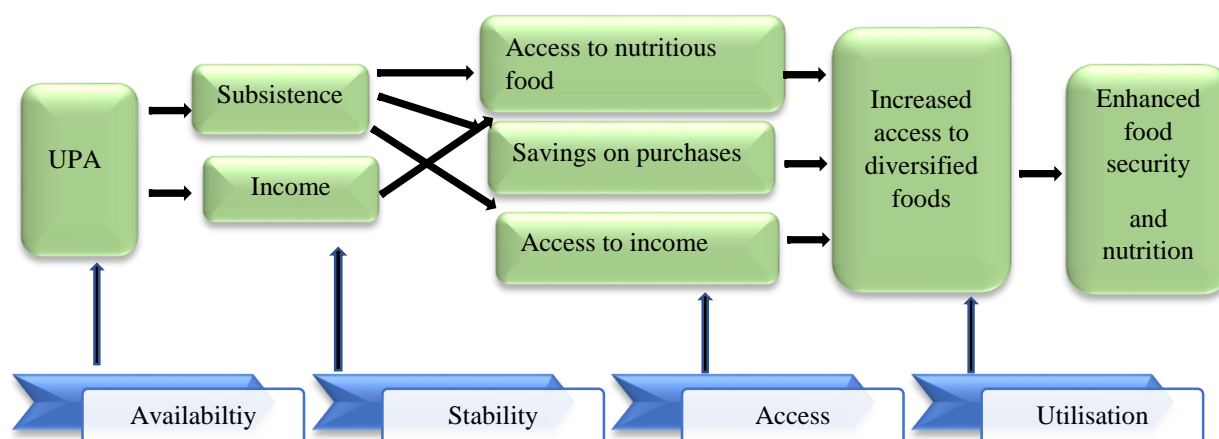 UPA
Subsistence
Income
Access to nutritious
food
Savings on purchases
Access to income
Increased
access to
diversified
foods
Enhanced
food
security
and
nutrition
Availabiltiy
Stability
Access
Utilisation